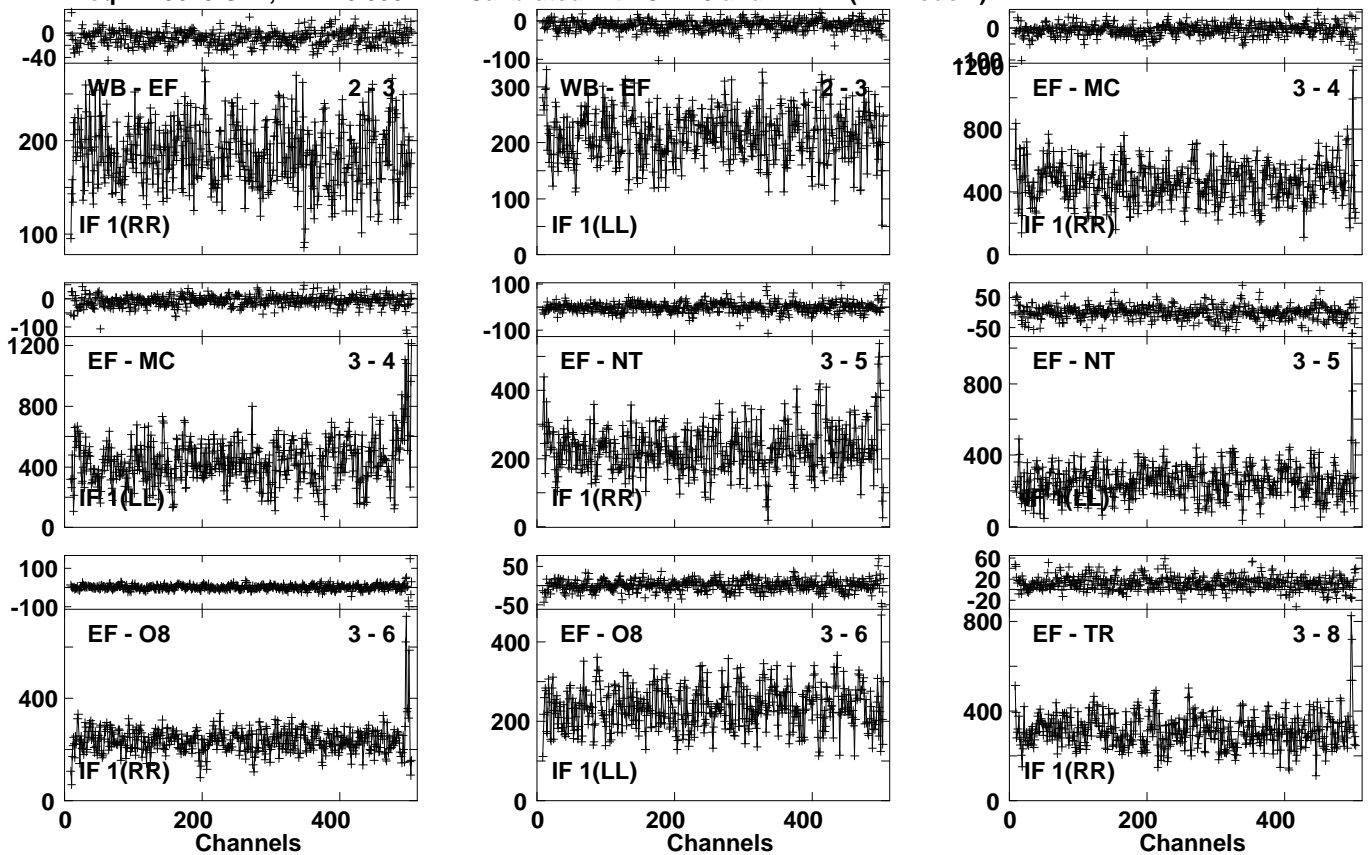 0
-40
0
-100
0
-100
WB - EF
2 - 3
200
100
IF 1(RR)
WB - EF
2 - 3
300
200
100
0
IF 1(LL)
1200
EF - MC
3 - 4
800
400
0
IF 1(RR)
0
-100
100
-100
50
-50
1200
EF - MC
3 - 4
800
400
0
IF 1(LL)
EF - NT
3 - 5
400
200
0
IF 1(RR)
EF - NT
3 - 5
800
400
0
IF 1(LL)
100
-100
50
-50
60
20
-20
EF - O8
3 - 6
400
0
IF 1(RR)
EF - O8
3 - 6
400
200
0
IF 1(LL)
EF - TR
3 - 8
800
400
0
IF 1(RR)
0 200 400
0 200 400
0 200 400
Channels
Channels
Channels